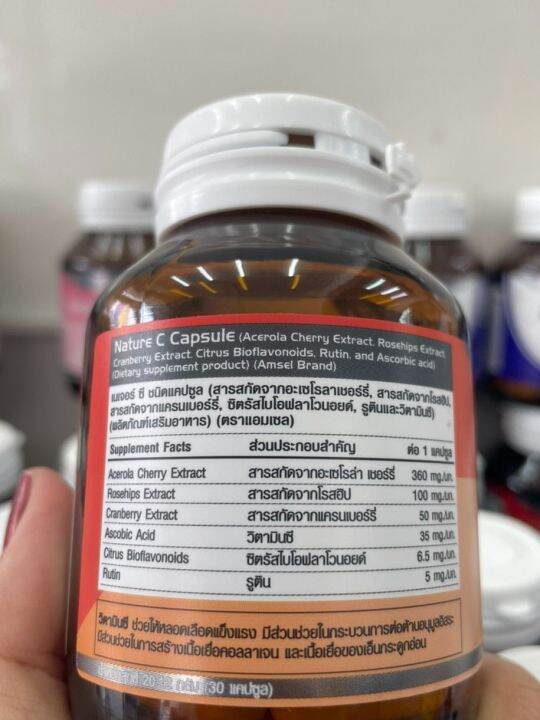 Nature C Capsule (Acerola Cherry Extract, Rosehips Extract,
Cranberry Extract, Citrus Bioflavonoids, Rutin, and Ascorbic acid)
(Dietary supplement product) (Amsel Brand)
เนเจอร์ ซี ชนิดแคปซูล (สารสกัดจากอะเซโรลาเชอร์รี่, สารสกัดจากโรสฮิป,
สารสกัดจากแครนเบอร์รี่, ซิตรัสไบโอฟลาโวนอยด์, รูตินและวิตามินซี)
(ผลิตภัณฑ์เสริมอาหาร) (ตราแอมเซล)
Supplement Facts ส่วนประกอบสำคัญ ต่อ 1 แคปซูล
Acerola Cherry Extract สารสกัดจากอะเซโรล่า เชอร์รี่ 360 mg./มก.
Rosehips Extract สารสกัดจากโรสฮิป 100 mg./มก.
Cranberry Extract สารสกัดจากแครนเบอร์รี่ 50 mg./มก.
Ascobic Acid วิตามินซี 35 mg./มก.
Citrus Bioflavonoids ซิตรัสไบโอฟลาโวนอยด์ 6.5 mg./มก.
Rutin รูติน 5 mg./มก.
วิตามินซี ช่วยให้หลอดเลือดแข็งแรง มีส่วนช่วยในกระบวนการต่อต้านอนุมูลอิสระ
มีส่วนช่วยในการสร้างเนื้อเยื่อคอลลาเจน และเนื้อเยื่อของเอ็นกระดูกอ่อน
กรัม (30 แคปซูล)